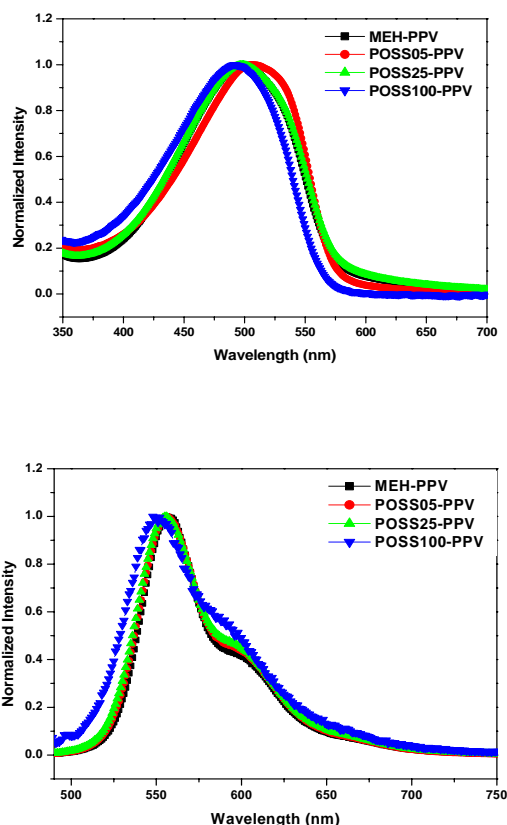 1.2
1.0
0.8
0.6
0.4
0.2
0.0
Normalized Intensity
MEH-PPV
POSS05-PPV
POSS25-PPV
POSS100-PPV
350 400 450 500 550 600 650 700
Wavelength (nm)
1.2
1.0
0.8
0.6
0.4
0.2
0.0
Normalized Intensity
MEH-PPV
POSS05-PPV
POSS25-PPV
POSS100-PPV
500 550 600 650 700 750
Wavelength (nm)